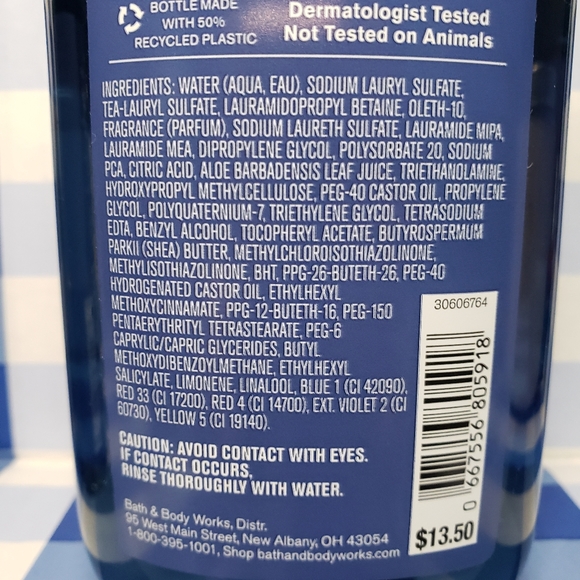 BOTTLE MADE
WITH 50%
RECYCLED PLASTIC
Dermatologist Tested
Not Tested on Animals
INGREDIENTS: WATER (AQUA, EAU), SODIUM LAURYL SULFATE,
TEA-LAURYL SULFATE, LAURAMIDOPROPYL BETAINE, OLETH-10,
FRAGRANCE (PARFUM), SODIUM LAURETH SULFATE, LAURAMIDE MIPA,
LAURAMIDE MEA, DIPROPYLENE GLYCOL, POLYSORBATE 20, SODIUM
PCA, CITRIC ACID, ALOE BARBADENSIS LEAF JUICE, TRIETHANOLAMINE,
HYDROXYPROPYL METHYLCELLULOSE, PEG-40 CASTOR OIL, PROPYLENE
GLYCOL, POLYQUATERNIUM-7, TRIETHYLENE GLYCOL, TETRASODIUM
EDTA, BENZYL ALCOHOL, TOCOPHERYL ACETATE, BUTYROSPERMUM
PARKII (SHEA) BUTTER, METHYLCHLOROISOTHIAZOLINONE,
METHYLISOTHIAZOLINONE, BHT, PPG-26-BUTETH-26, PEG-40
HYDROGENATED CASTOR OIL, ETHYLHEXYL
METHOXYCINNAMATE, PPG-12-BUTETH-16, PEG-150
PENTAERYTHRITYL TETRASTEARATE, PEG-6
CAPRYLIC/CAPRIC GLYCERIDES, BUTYL
METHOXYDIBENZOYLMETHANE, ETHYLHEXYL
SALICYLATE, LIMONENE, LINALOOL, BLUE 1 (CI 42090),
RED 33 (CI 17200), RED 4 (CI 14700), EXT. VIOLET 2 (CI
60730), YELLOW 5 (CI 19140).
CAUTION: AVOID CONTACT WITH EYES.
IF CONTACT OCCURS,
RINSE THOROUGHLY WITH WATER.
Bath & Body Works, Distr.
95 West Main Street, New Albany, OH 43054
1-800-395-1001, Shop bathandbodyworks.com
30606764
0 667556 805918
$13.50